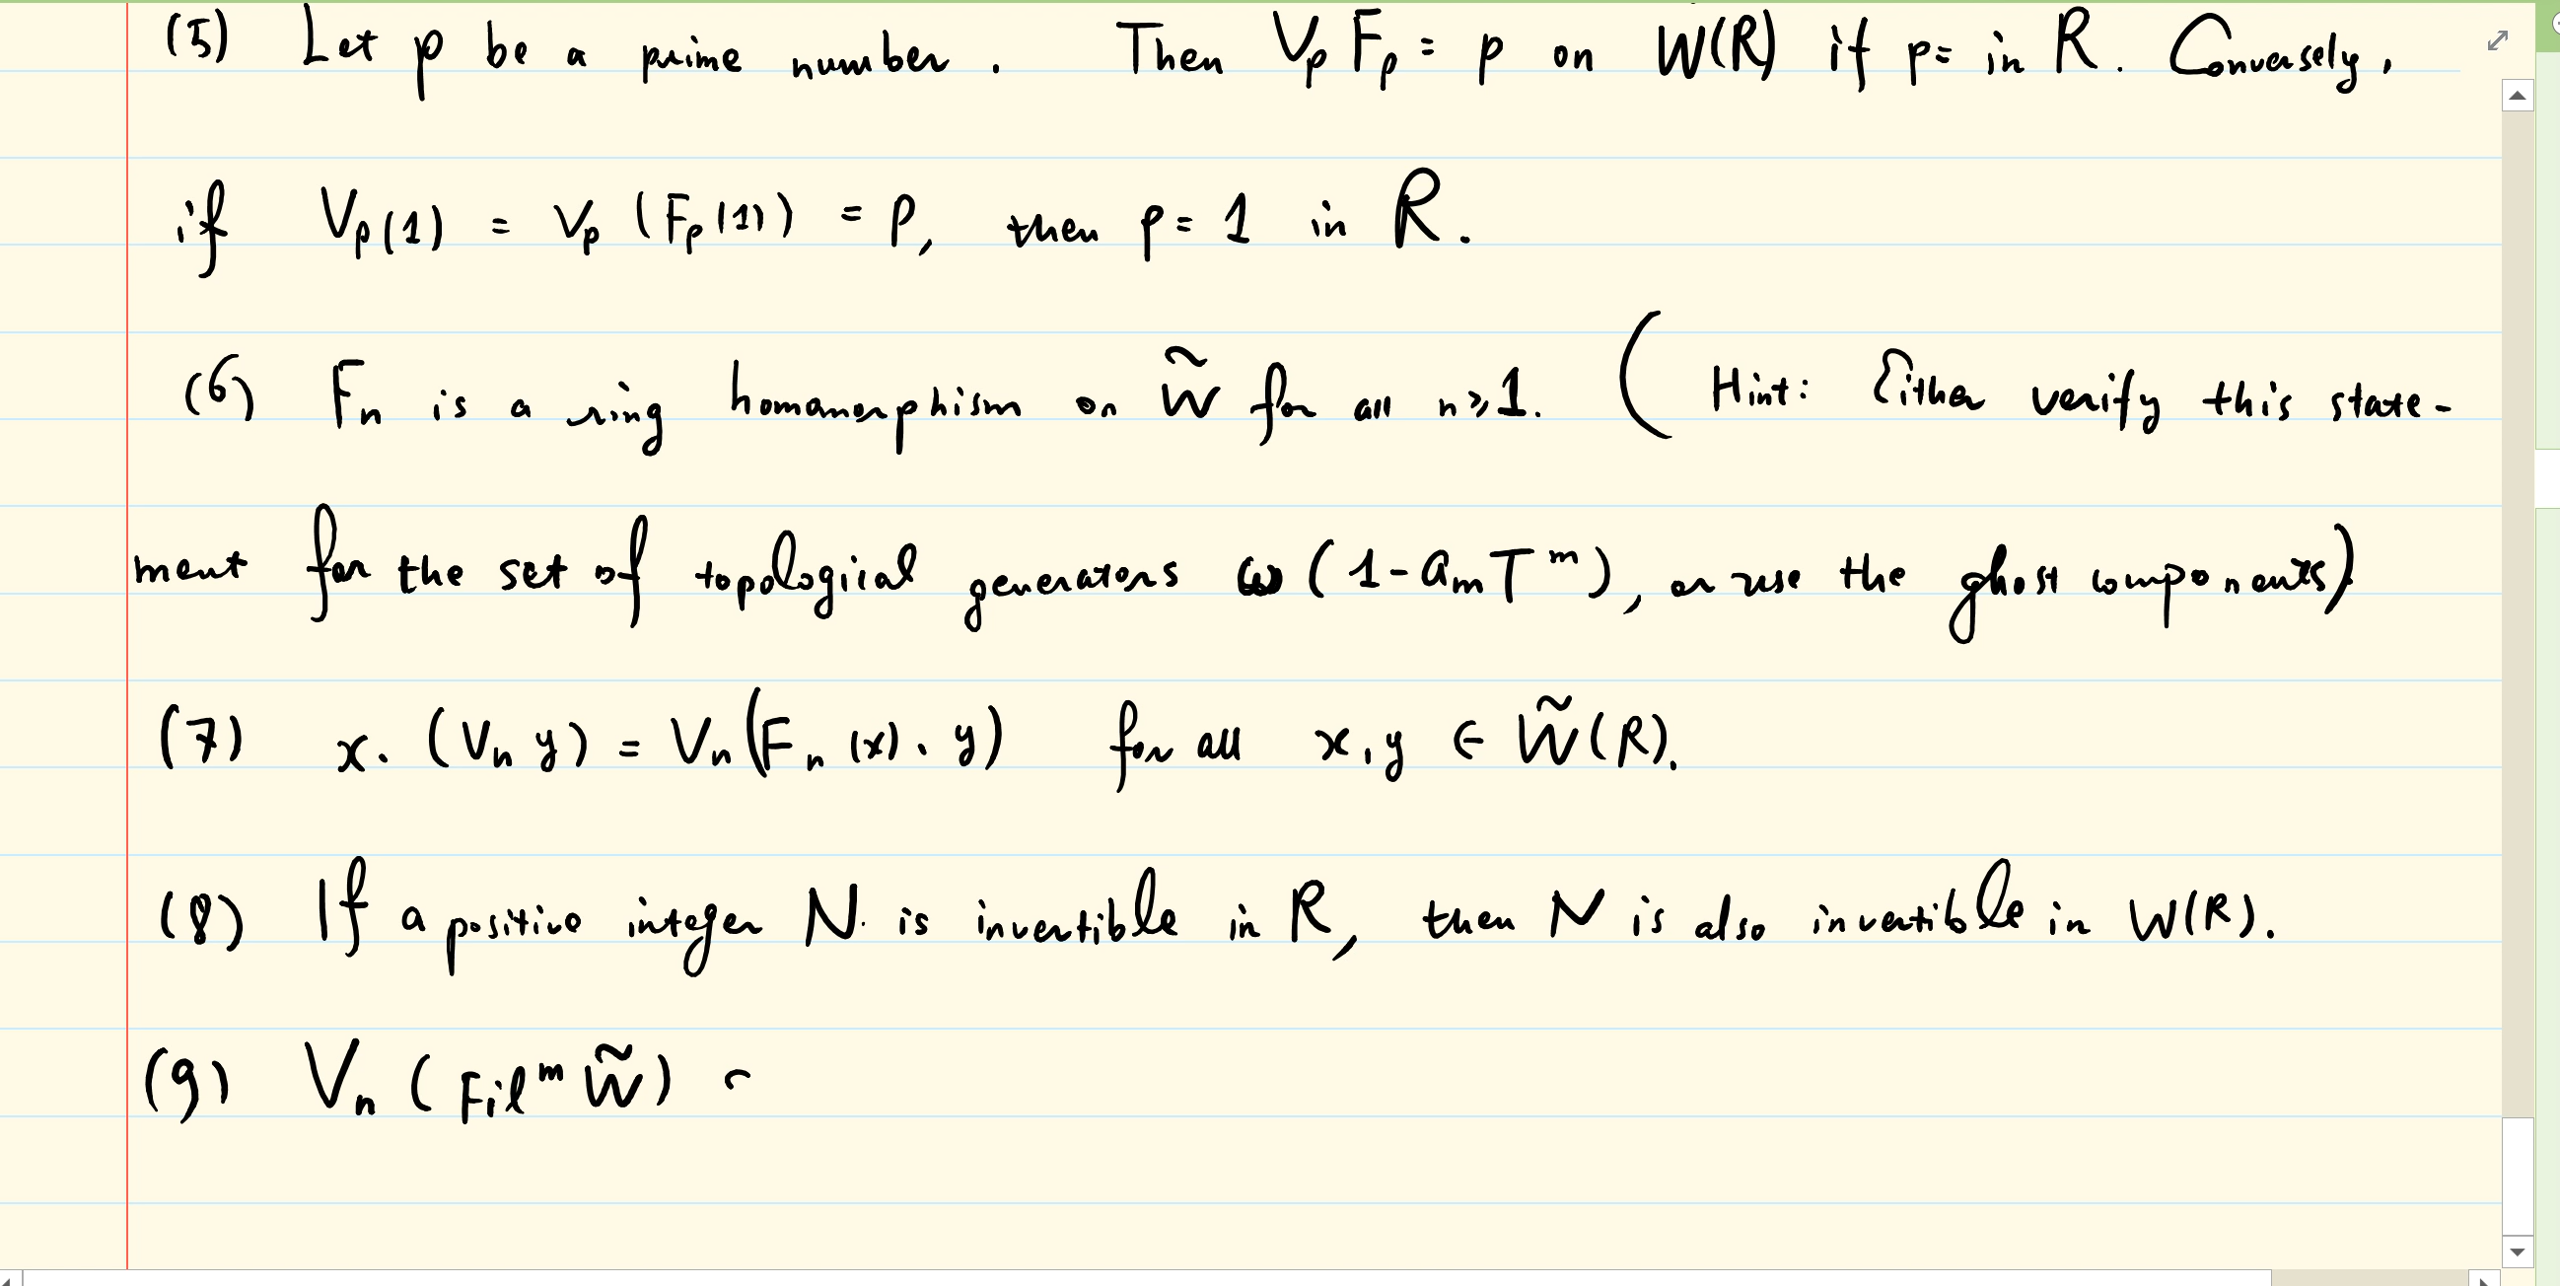 (5) Let p be a prime number. Then V_p F_p = p on W(R) if p= in R. Conversely,
if V_p(1) = V_p(F_p(1)) = p, then p = 1 in R.
(6) F_n is a ring homomorphism on W̃ for all n ≥ 1. (Hint: Either verify this state-
ment for the set of topological generators ω(1-a_m T^m), or use the ghost components)
(7) x.(V_n y) = V_n(F_n(x).y) for all x,y ∈ W̃(R).
(8) If a positive integer N is invertible in R, then N is also invertible in W(R).
(9) V_n(Fil^m W̃)